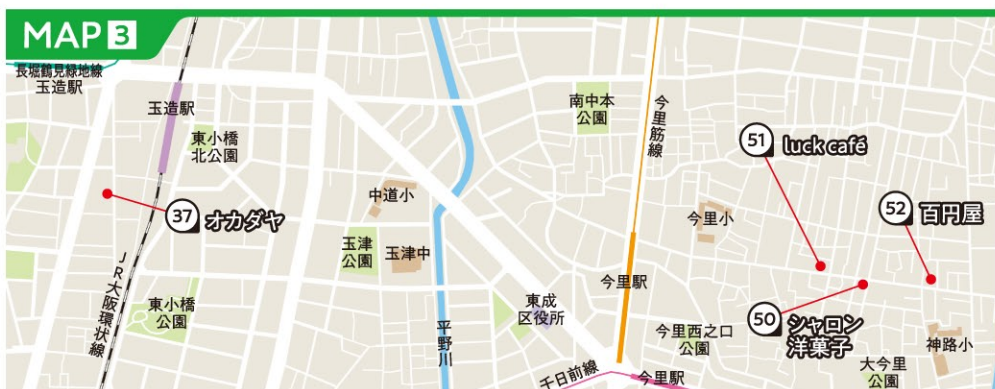 MAP 3
長堀鶴見緑地線
玉造駅
玉造駅
東小橋
北公園
37 オカダヤ
JR大阪環状線
東小橋
公園
中道小
玉津
公園
玉津中
平野川
南中本
公園
今里筋線
東成
区役所
千日前線
今里駅
今里駅
今里小
今里西之口
公園
51 luck café
52 百円屋
50 シャロン
洋菓子
神路小
大今里
公園